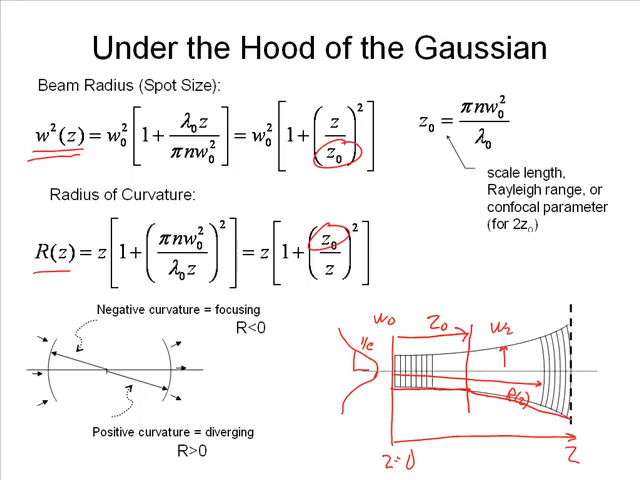 Under the Hood of the Gaussian
Beam Radius (Spot Size):
w²(z) = w₀² [1 + λ₀z / πnw₀²] = w₀² [1 + (z / z₀)²]
z₀ = πnw₀² / λ₀
scale length,
Rayleigh range, or
confocal parameter
(for 2z₀)
Radius of Curvature:
R(z) = z [1 + (πnw₀² / λ₀z)²] = z [1 + (z₀ / z)²]
Negative curvature = focusing
R<0
Positive curvature = diverging
R>0
w₀
z₀
w₂
1/e
R(z)
z=0
z